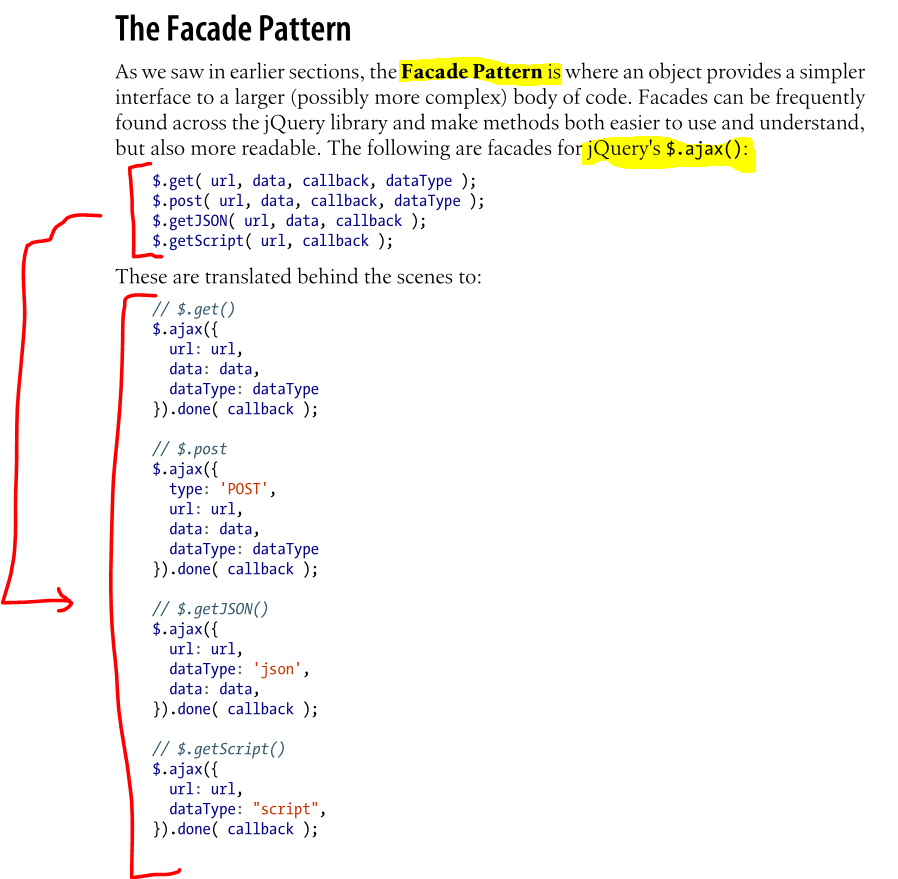 The Facade Pattern
As we saw in earlier sections, the Facade Pattern is where an object provides a simpler
interface to a larger (possibly more complex) body of code. Facades can be frequently
found across the jQuery library and make methods both easier to use and understand,
but also more readable. The following are facades for jQuery's $.ajax():
$.get( url, data, callback, dataType );
$.post( url, data, callback, dataType );
$.getJSON( url, data, callback );
$.getScript( url, callback );
These are translated behind the scenes to:
// $.get()
$.ajax({
  url: url,
  data: data,
  dataType: dataType
}).done( callback );

// $.post
$.ajax({
  type: 'POST',
  url: url,
  data: data,
  dataType: dataType
}).done( callback );

// $.getJSON()
$.ajax({
  url: url,
  dataType: 'json',
  data: data,
}).done( callback );

// $.getScript()
$.ajax({
  url: url,
  dataType: "script",
}).done( callback );